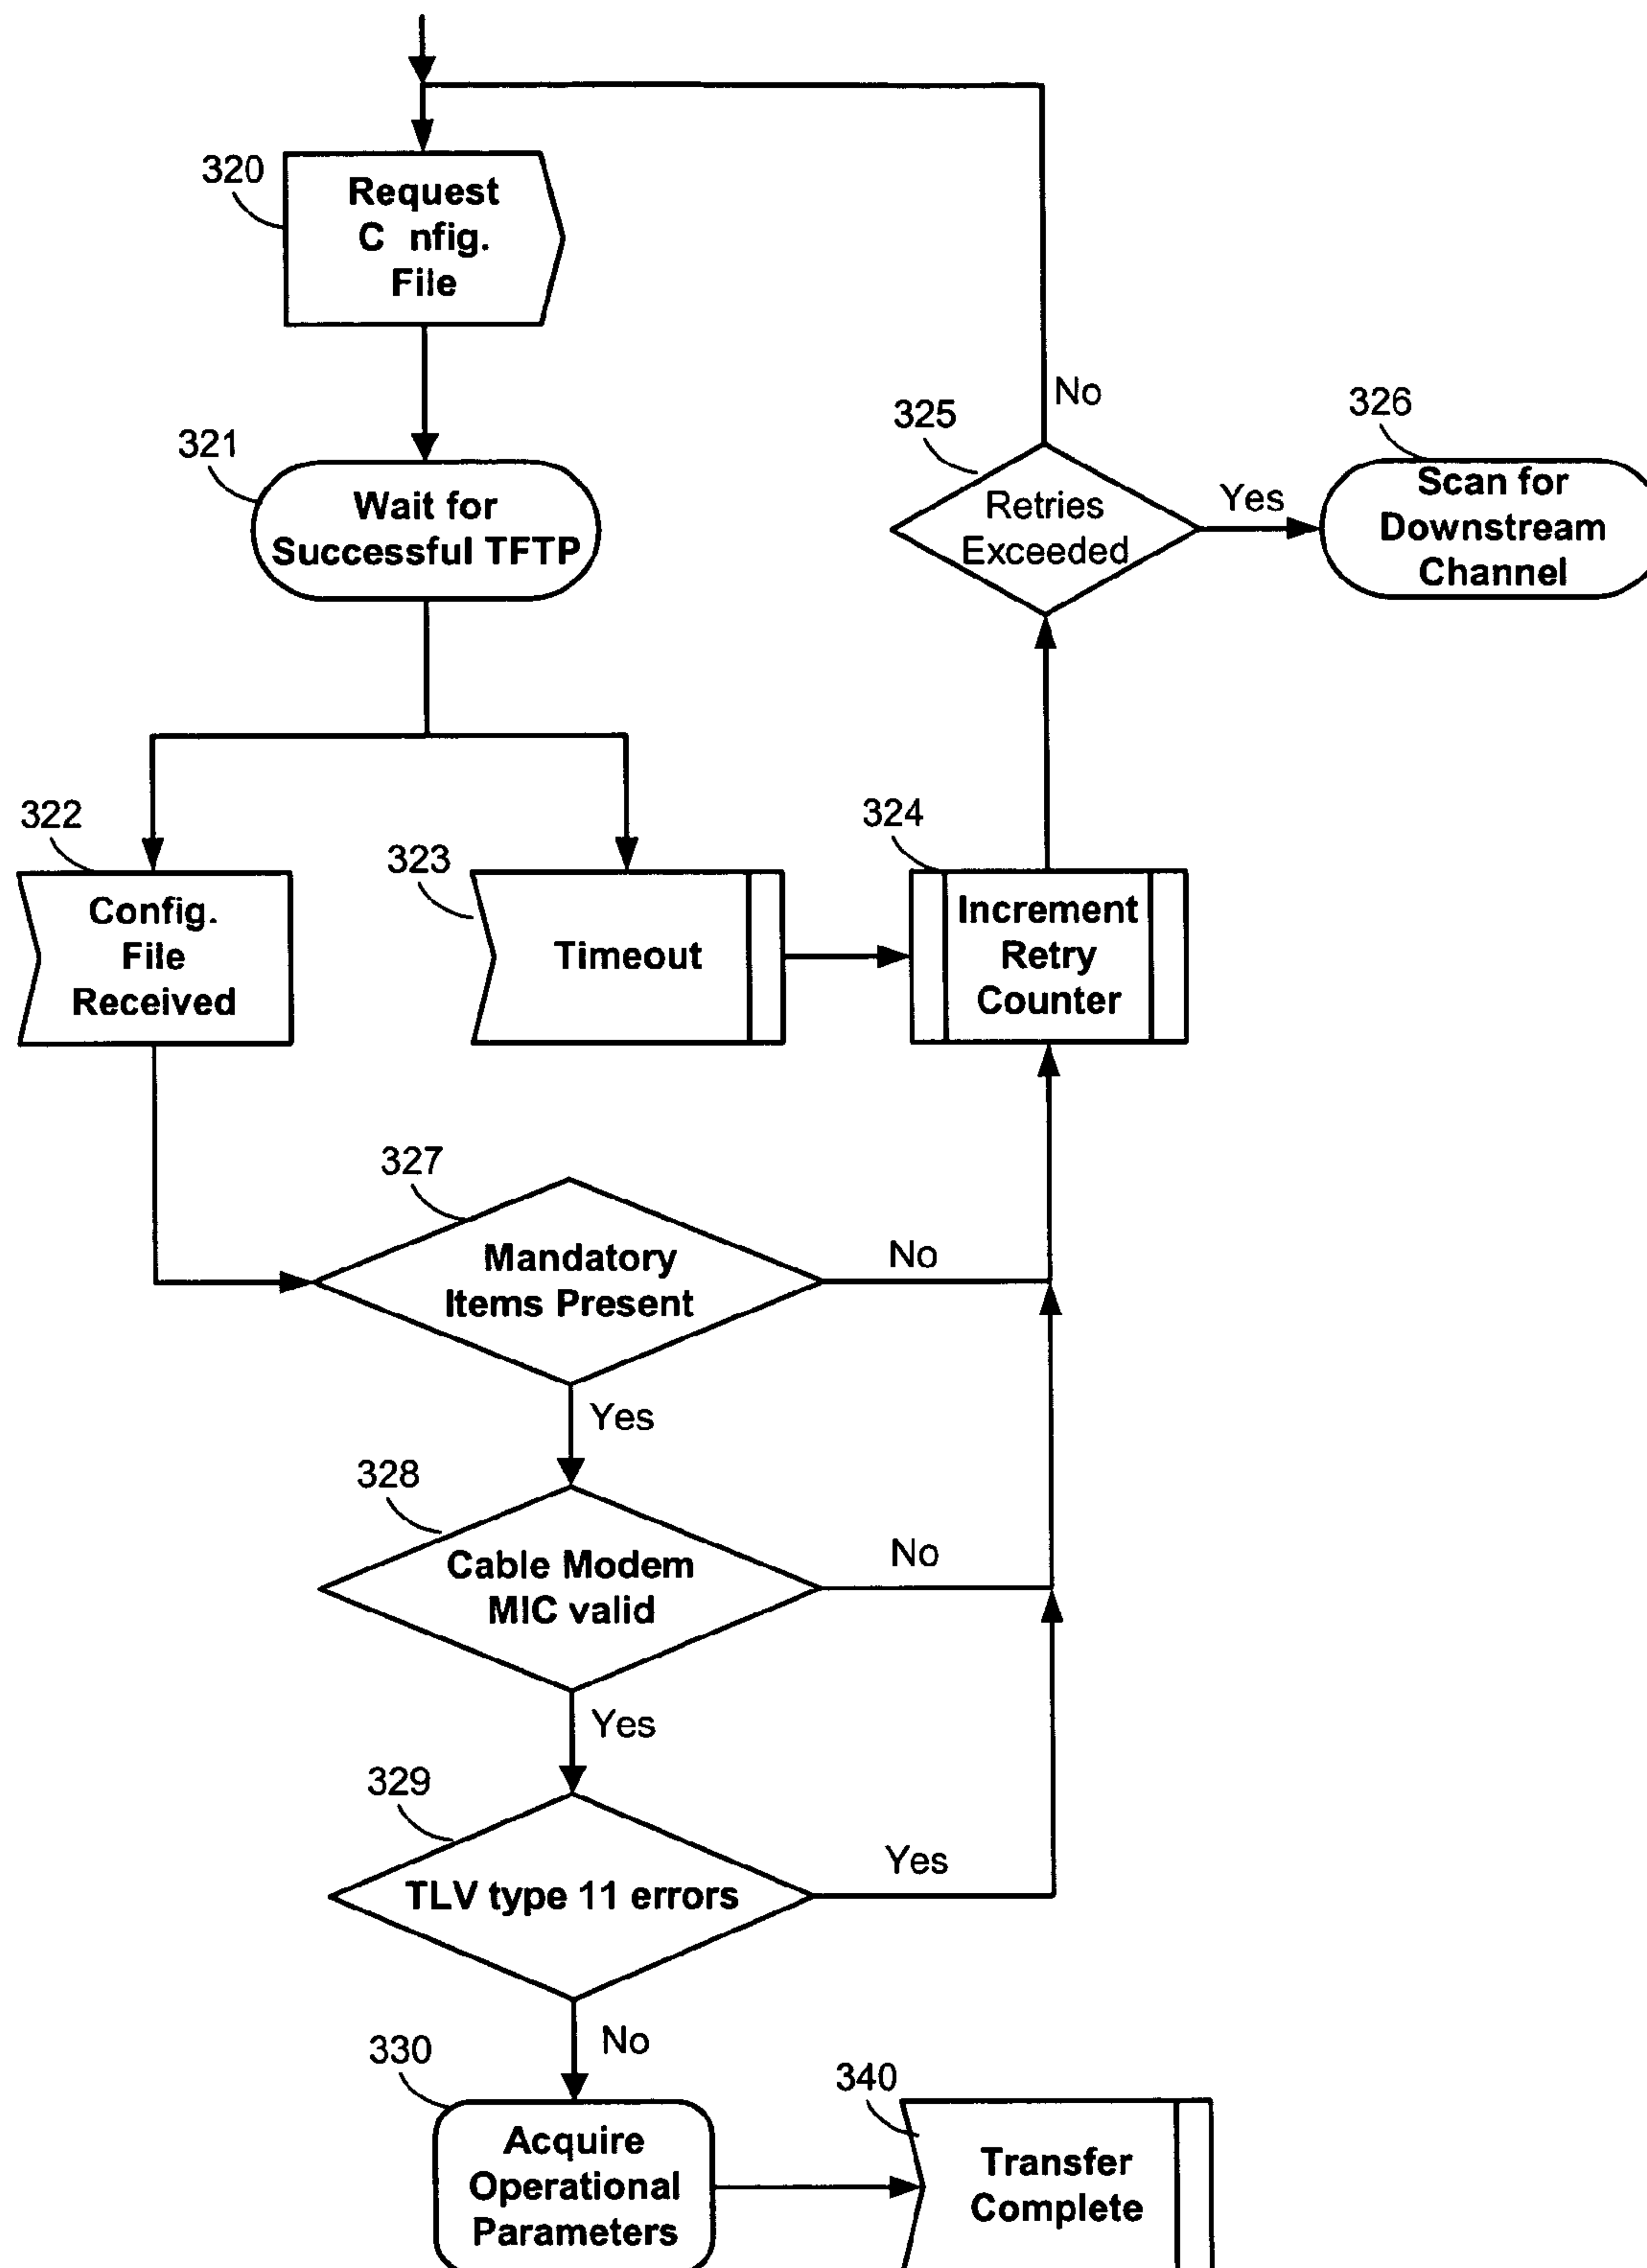 320
Request
C nfig.
File
321
Wait for
Successful TFTP
No
325
Retries
Exceeded
Yes
326
Scan for
Downstream
Channel
322
Config.
File
Received
323
Timeout
324
Increment
Retry
Counter
327
Mandatory
Items Present
No
Yes
328
Cable Modem
MIC valid
No
Yes
329
TLV type 11 errors
Yes
No
330
Acquire
Operational
Parameters
340
Transfer
Complete